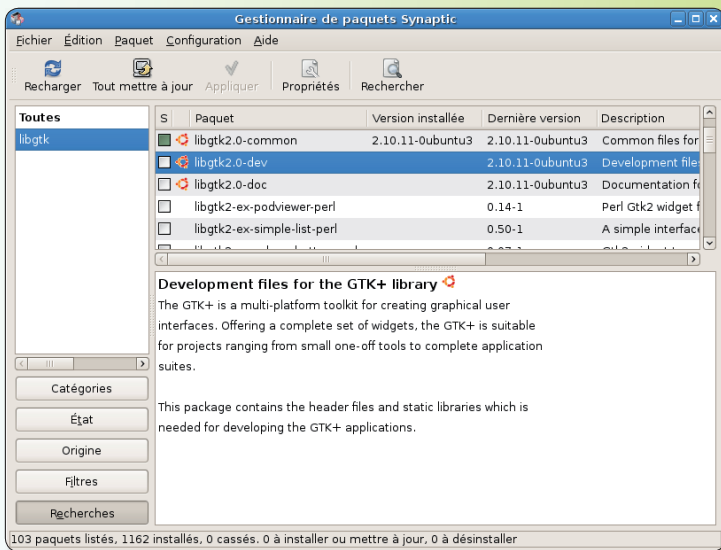 Gestionnaire de paquets Synaptic
Fichier Édition Paquet Configuration Aide
Recharger Tout mettre à jour Appliquer Propriétés Rechercher
Toutes
libgtk
S Paquet Version installée Dernière version Description
libgtk2.0-common 2.10.11-0ubuntu3 2.10.11-0ubuntu3 Common files for
libgtk2.0-dev 2.10.11-0ubuntu3 Development files
libgtk2.0-doc 2.10.11-0ubuntu3 Documentation fo
libgtk2-ex-podviewer-perl 0.14-1 Perl Gtk2 widget f
libgtk2-ex-simple-list-perl 0.50-1 A simple interface
Development files for the GTK+ library
The GTK+ is a multi-platform toolkit for creating graphical user
interfaces. Offering a complete set of widgets, the GTK+ is suitable
for projects ranging from small one-off tools to complete application
suites.
This package contains the header files and static libraries which is
needed for developing the GTK+ applications.
Catégories
État
Origine
Filtres
Recherches
103 paquets listés, 1162 installés, 0 cassés. 0 à installer ou mettre à jour, 0 à désinstaller